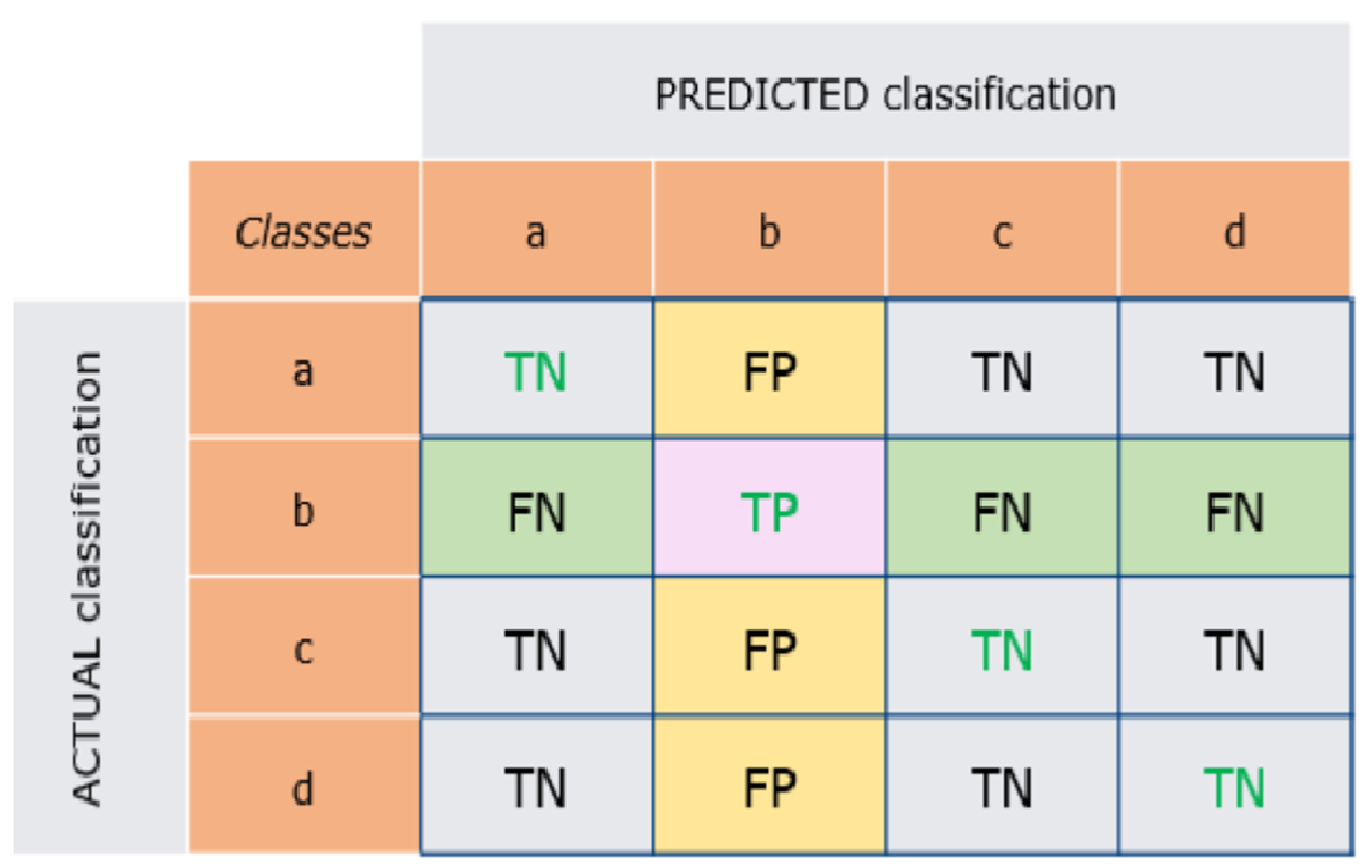 PREDICTED classification
Classes a b c d
ACTUAL classification
a TN FP TN TN
b FN TP FN FN
c TN FP TN TN
d TN FP TN TN